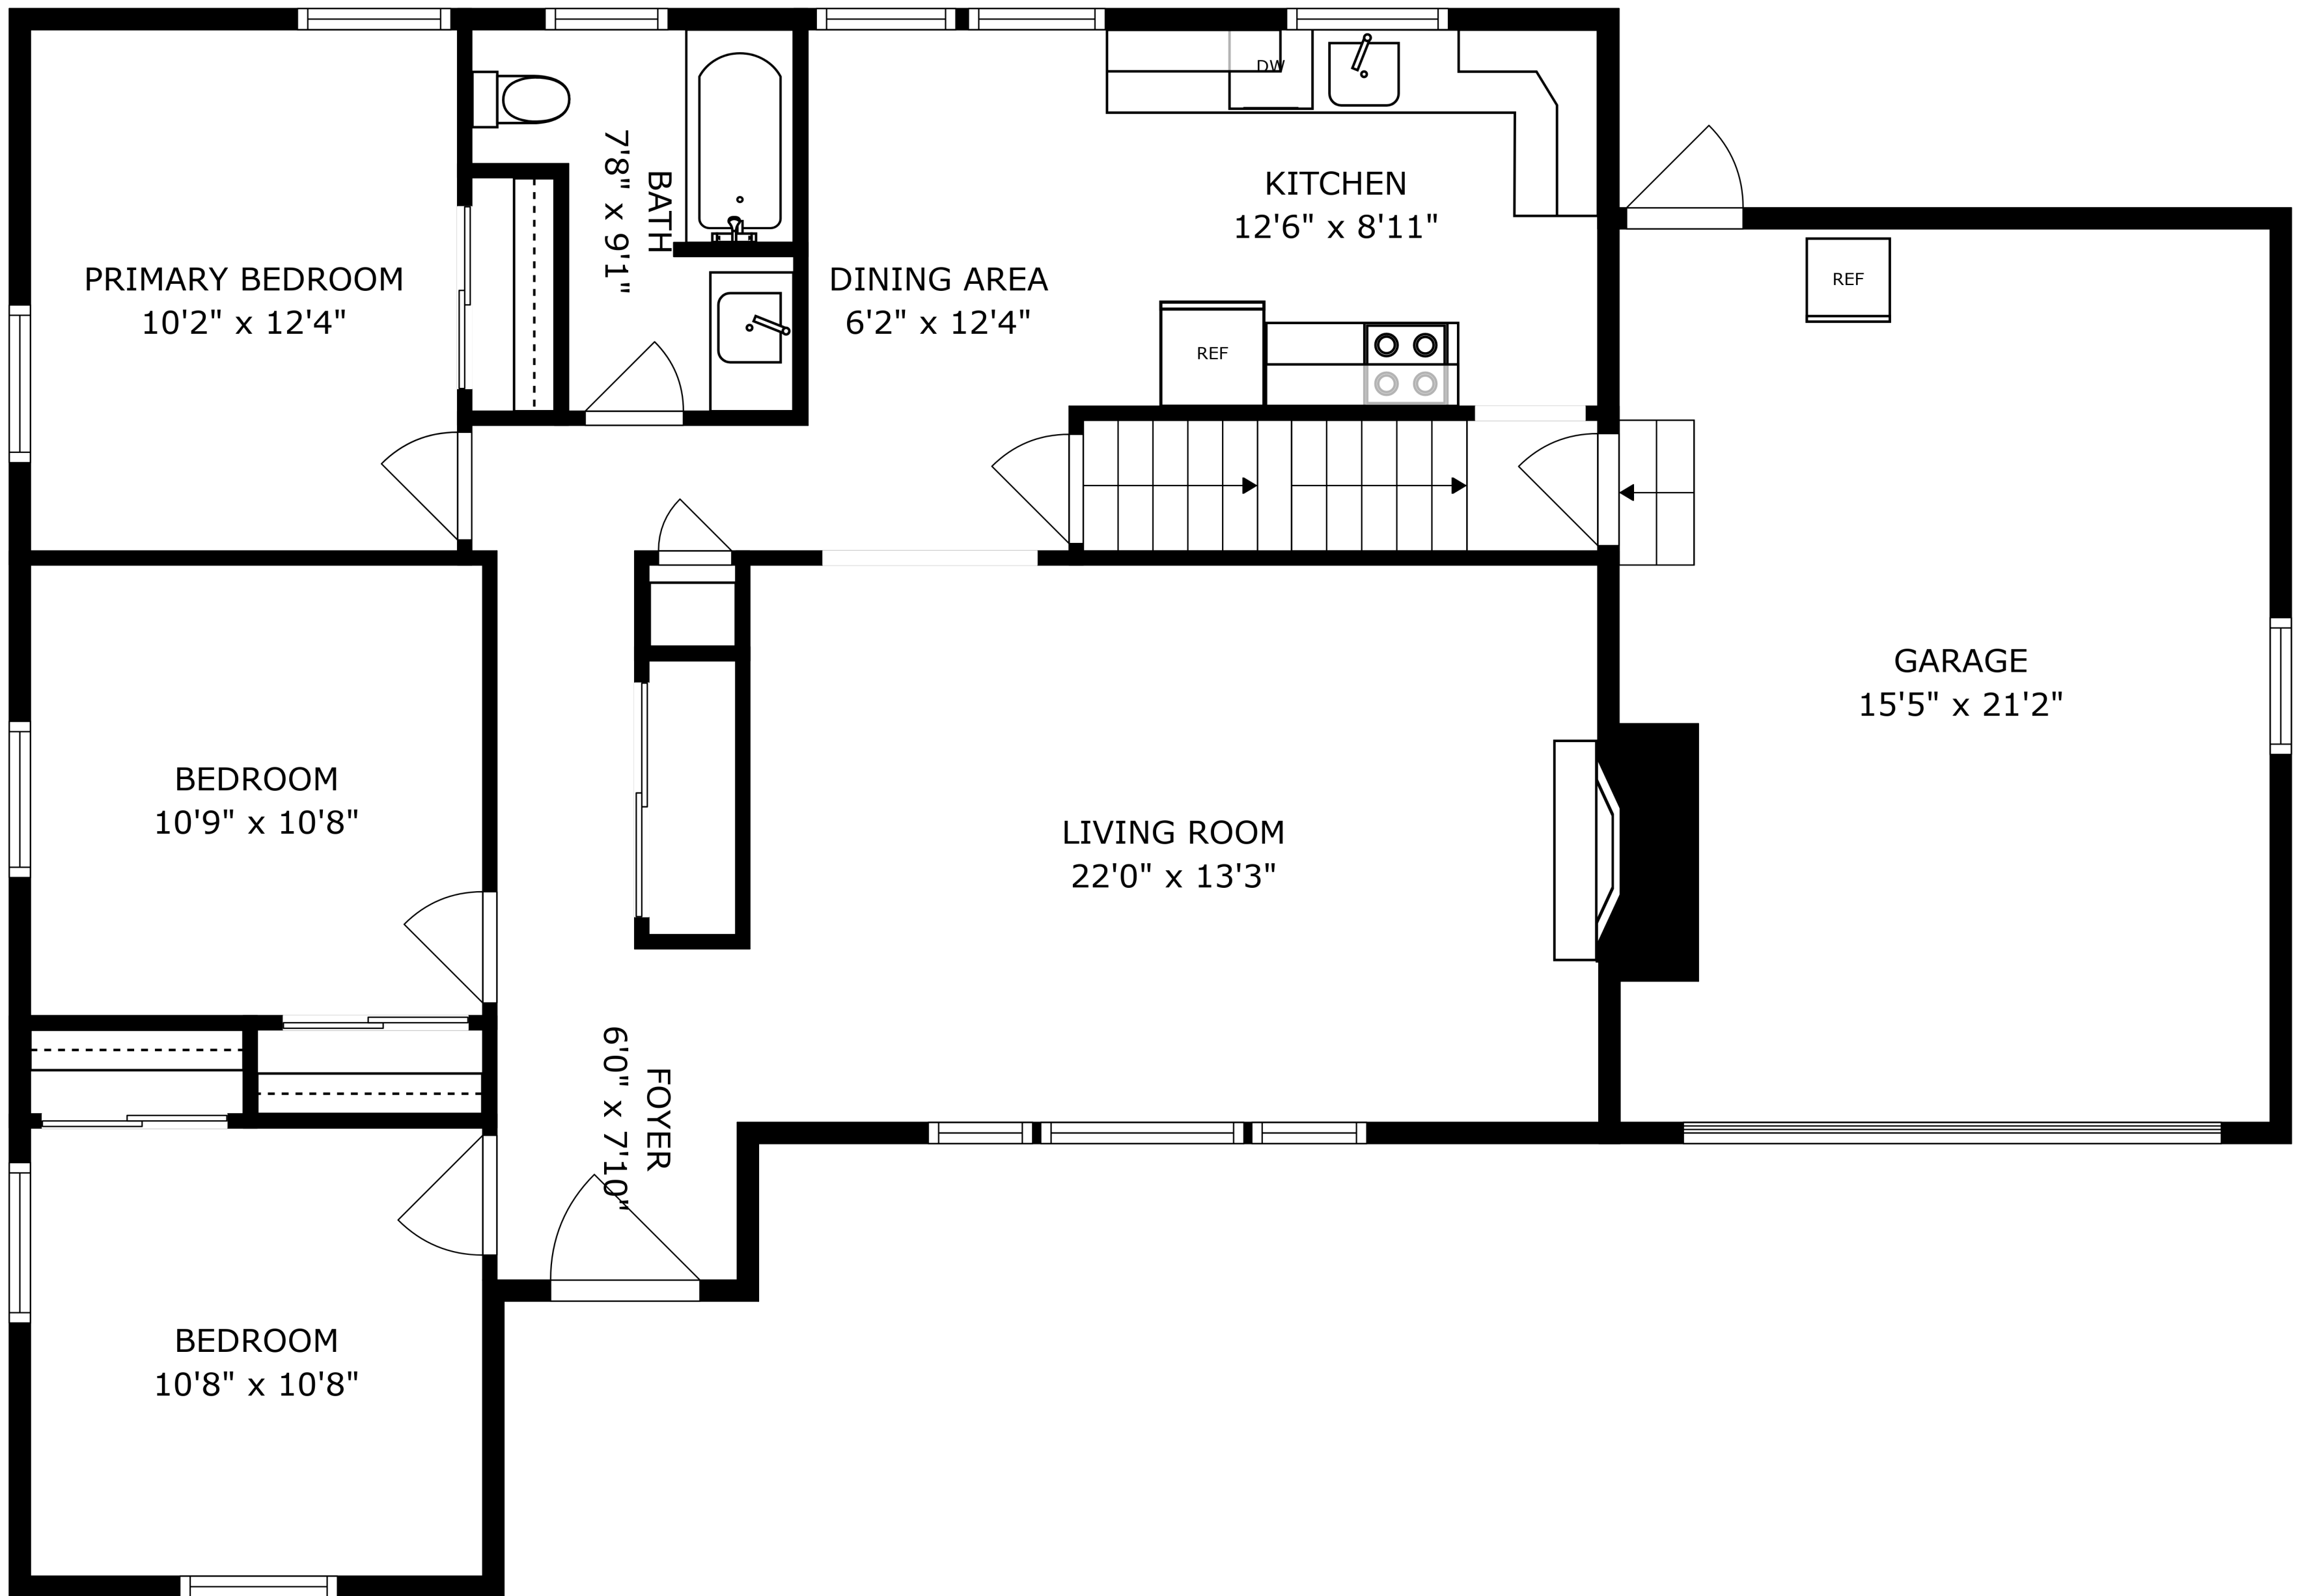 DW
KITCHEN
12'6" x 8'11"
BATH
7'8" x 9'1"
PRIMARY BEDROOM
10'2" x 12'4"
DINING AREA
6'2" x 12'4"
REF
REF
GARAGE
15'5" x 21'2"
BEDROOM
10'9" x 10'8"
LIVING ROOM
22'0" x 13'3"
FOYER
6'0" x 7'10"
BEDROOM
10'8" x 10'8"